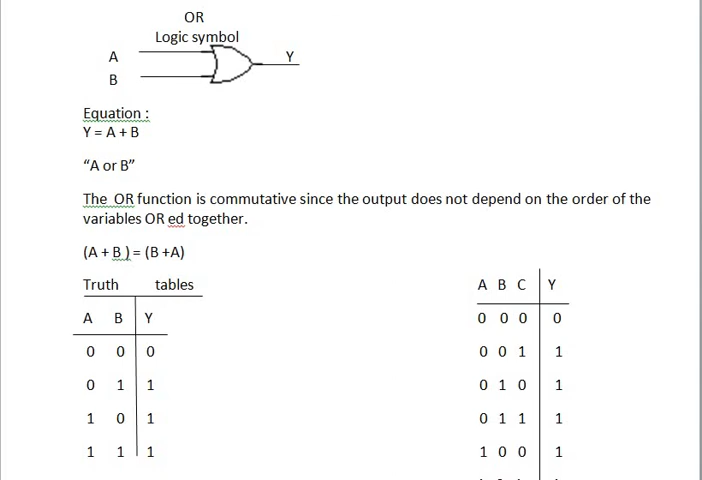 OR
Logic symbol
A
Y
B
Equation :
Y = A + B
“A or B”
The OR function is commutative since the output does not depend on the order of the
variables OR ed together.
(A + B ) = (B +A)
Truth tables
A B Y
0 0 0
0 1 1
1 0 1
1 1 1
A B C Y
0 0 0 0
0 0 1 1
0 1 0 1
0 1 1 1
1 0 0 1